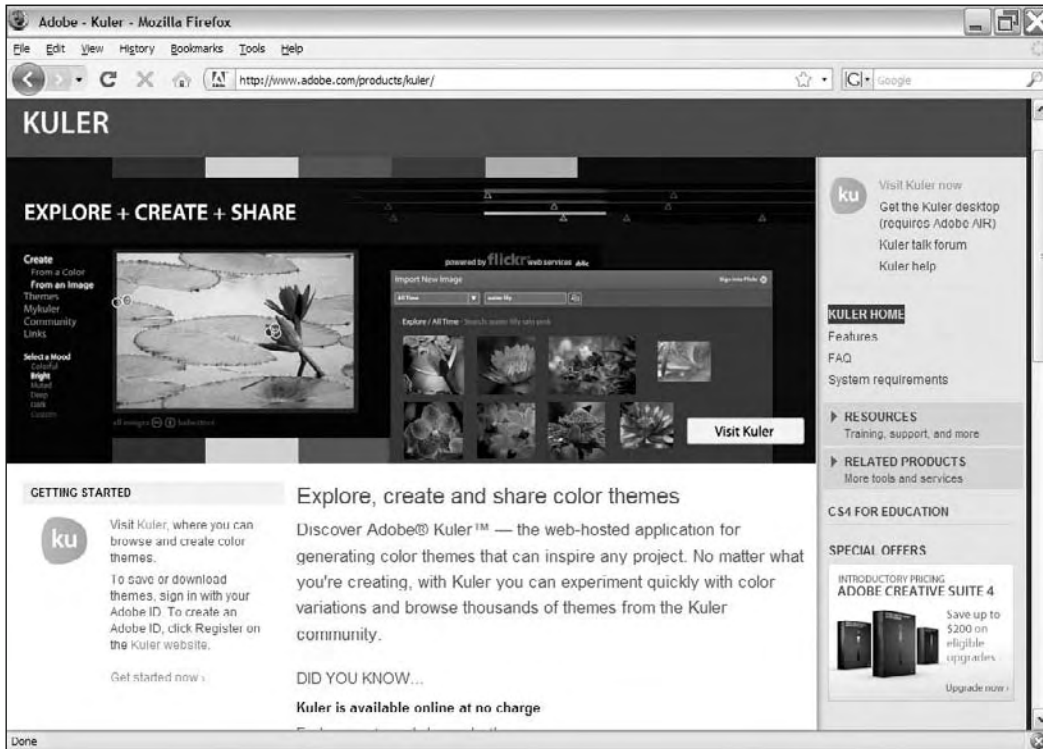 Adobe - Kuler - Mozilla Firefox
File Edit View History Bookmarks Tools Help
http://www.adobe.com/products/kuler/
Google
KULER
EXPLORE + CREATE + SHARE
Create
From a Color
From an Image
Themes
Mykuler
Community
Links
Select a Mood
Colorful
Bright
Muted
Deep
Dark
Custom
powered by flickr web services
Import New Image
Sign into Flickr
All Time
water lily
Explore / All Time / Search:
Visit Kuler
ku
Visit Kuler now
Get the Kuler desktop
(requires Adobe AIR)
Kuler talk forum
Kuler help
KULER HOME
Features
FAQ
System requirements
RESOURCES
Training, support, and more
RELATED PRODUCTS
More tools and services
CS4 FOR EDUCATION
SPECIAL OFFERS
INTRODUCTORY PRICING
ADOBE CREATIVE SUITE 4
Save up to
$200 on
eligible
upgrades
Upgrade now ›
GETTING STARTED
ku
Visit Kuler, where you can
browse and create color
themes.
To save or download
themes, sign in with your
Adobe ID. To create an
Adobe ID, click Register on
the Kuler website.
Get started now ›
Explore, create and share color themes
Discover Adobe® Kuler™ — the web-hosted application for
generating color themes that can inspire any project. No matter what
you're creating, with Kuler you can experiment quickly with color
variations and browse thousands of themes from the Kuler
community.
DID YOU KNOW...
Kuler is available online at no charge
Done